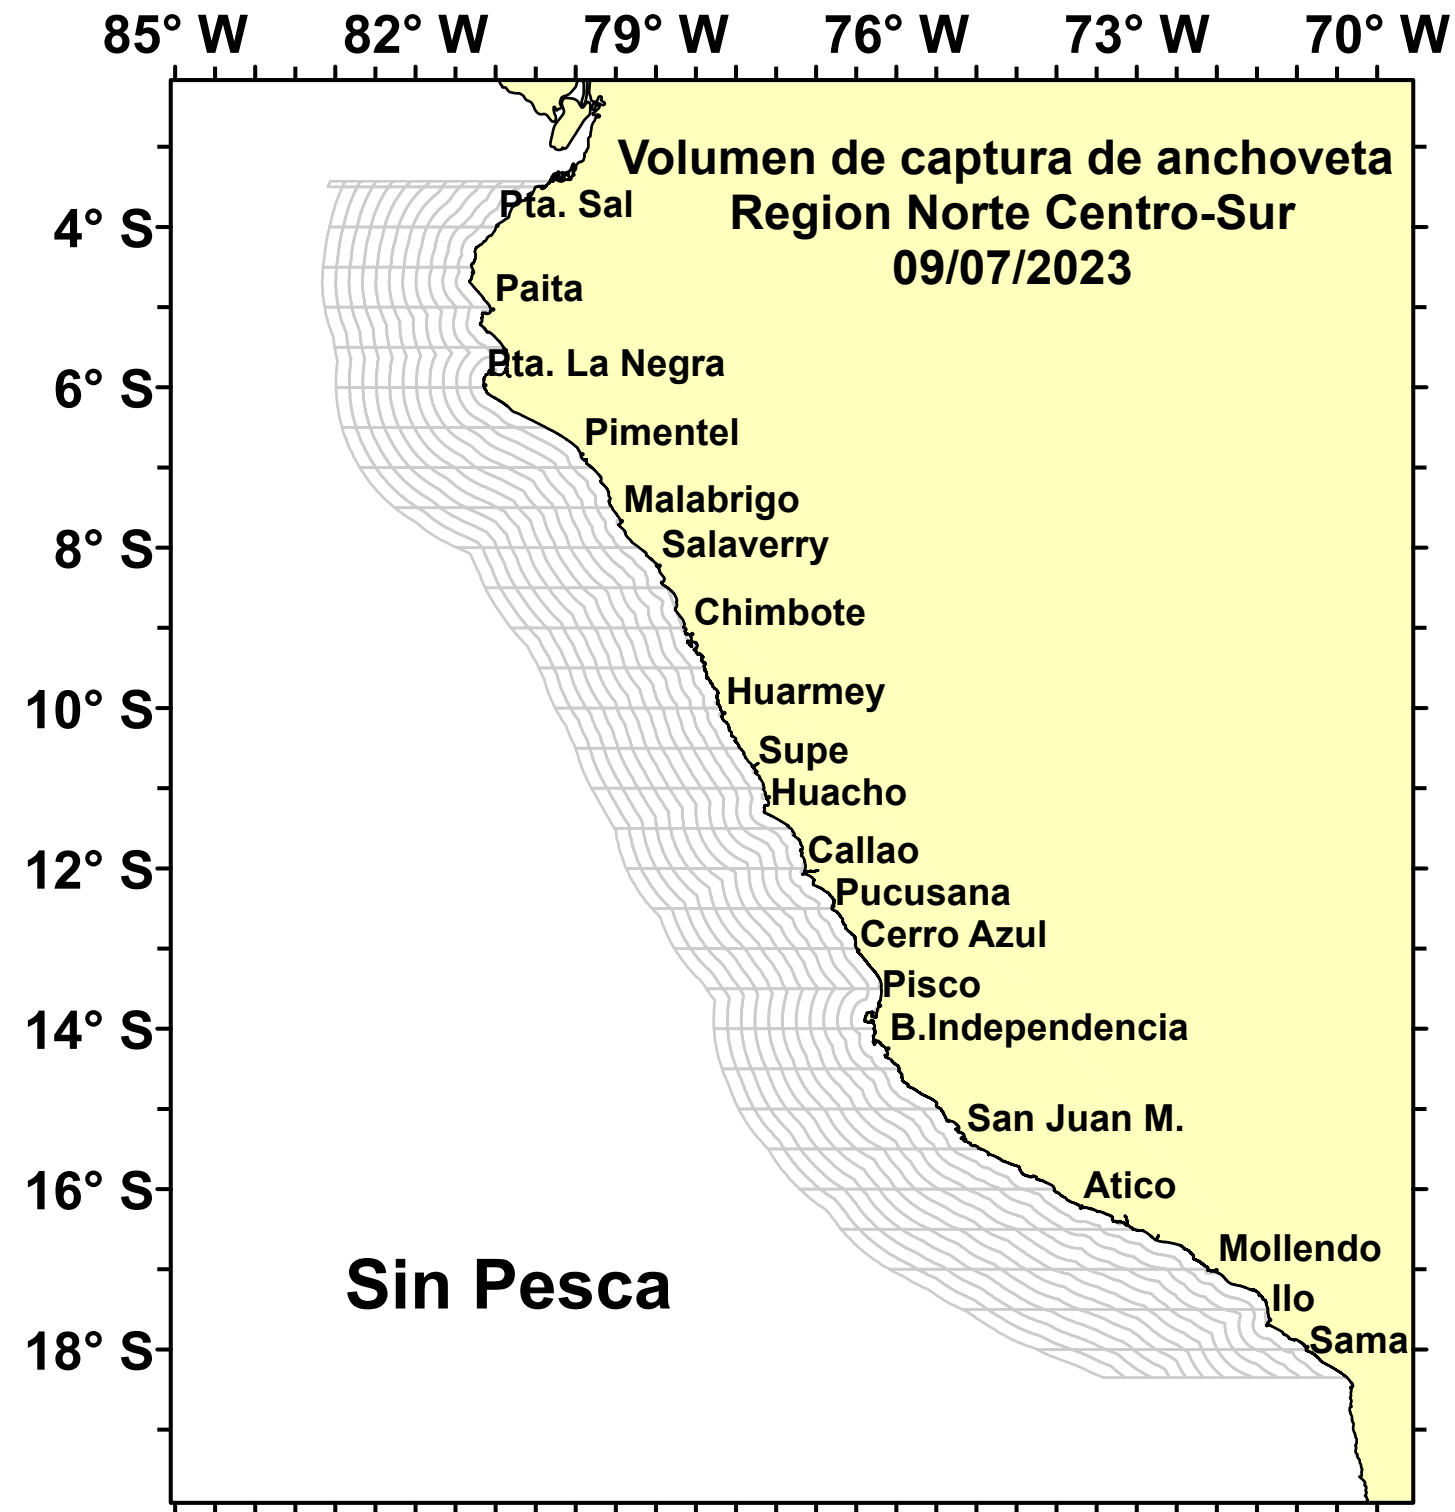 85° W 82° W 79° W 76° W 73° W 70° W
Volumen de captura de anchoveta
Region Norte Centro-Sur
09/07/2023
Pta. Sal
4° S
Paita
Pta. La Negra
6° S
Pimentel
Malabrigo
Salaverry
8° S
Chimbote
Huarmey
10° S
Supe
Huacho
Callao
12° S
Pucusana
Cerro Azul
Pisco
B.Independencia
14° S
San Juan M.
Atico
16° S
Mollendo
Sin Pesca
Ilo
Sama
18° S